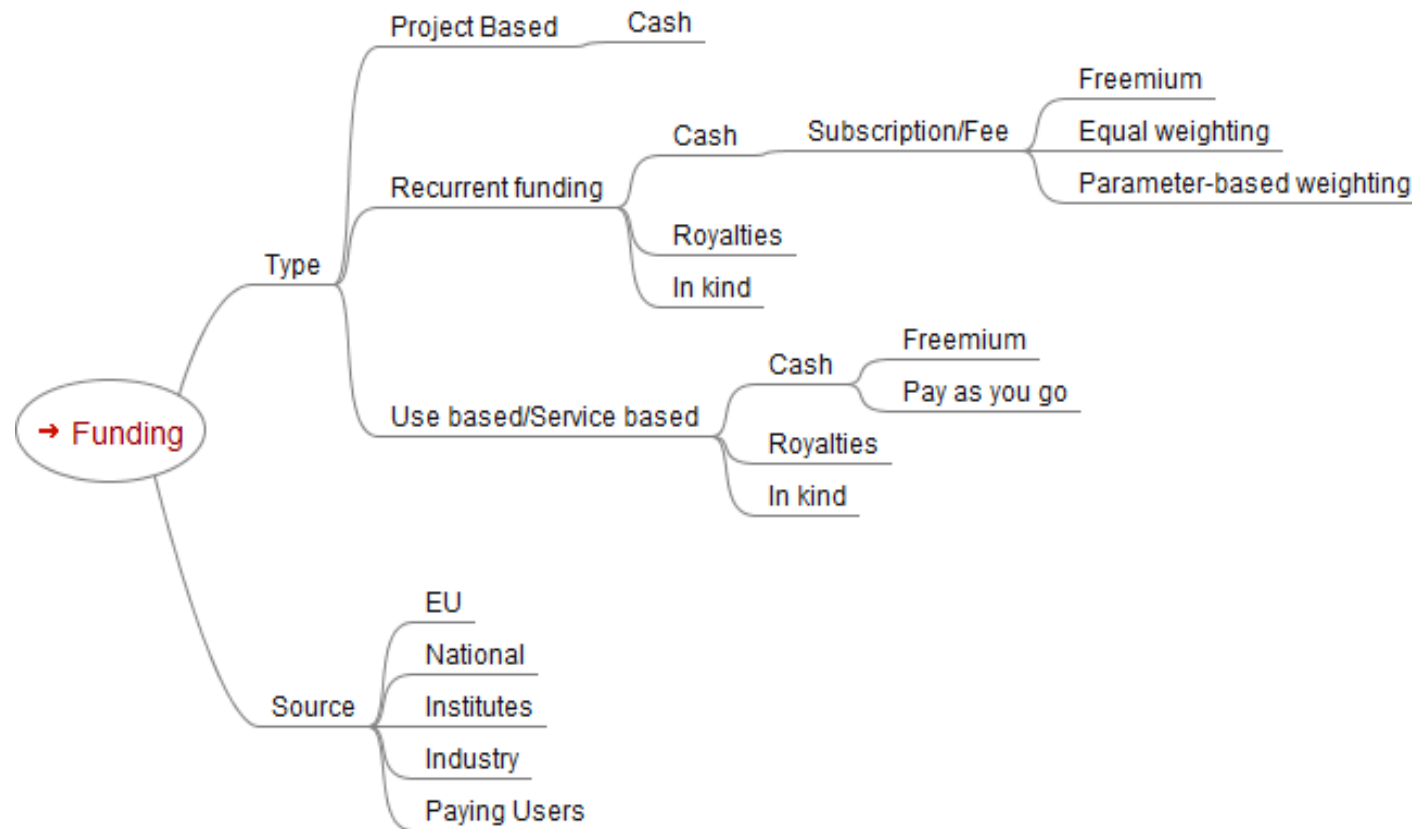 Project Based
Cash
Freemium
Cash
Subscription/Fee
Equal weighting
Recurrent funding
Parameter-based weighting
Royalties
Type
In kind
Freemium
Cash
Pay as you go
Use based/Service based
→ Funding
Royalties
In kind
EU
National
Source
Institutes
Industry
Paying Users